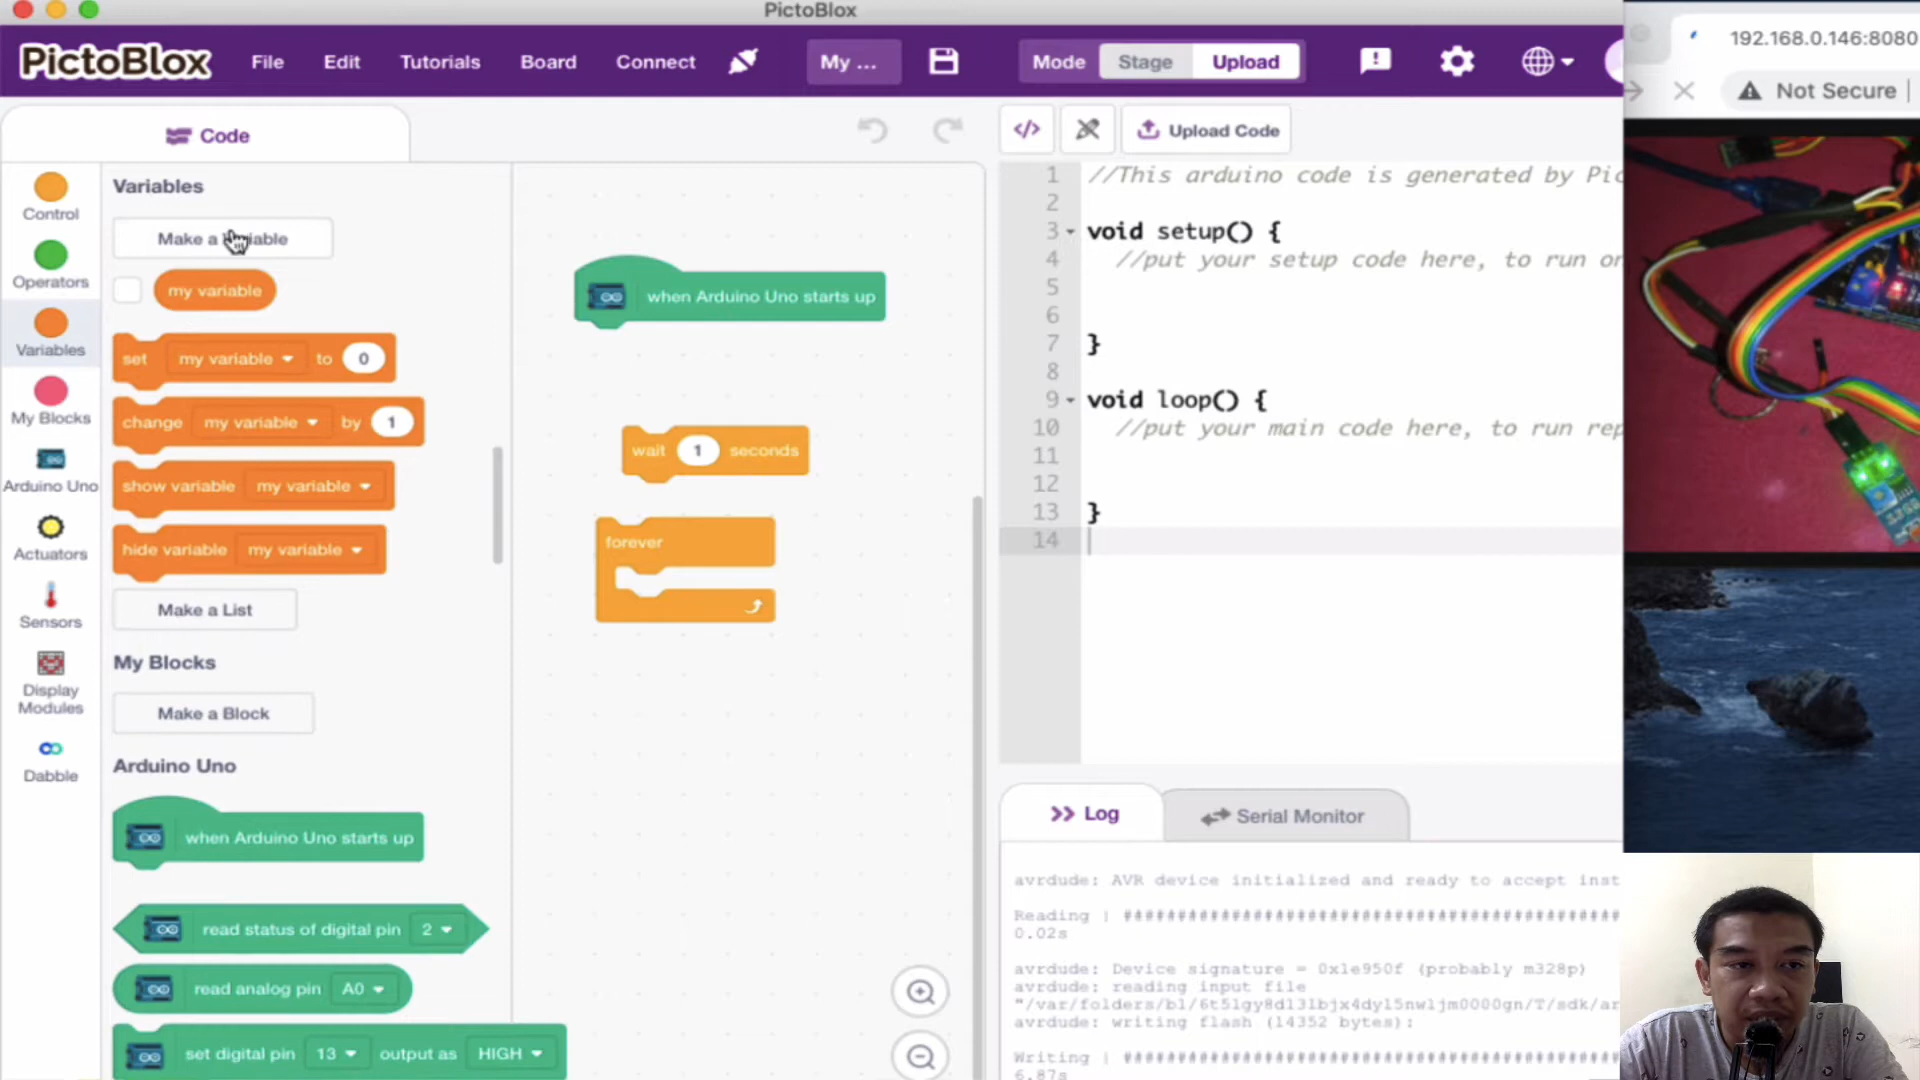 PictoBlox
PictoBlox File Edit Tutorials Board Connect My ... Mode Stage Upload
192.168.0.146:8080
Not Secure
Code
Upload Code
Control
Operators
Variables
My Blocks
Arduino Uno
Actuators
Sensors
Display
Modules
Dabble
Variables
Make a Variable
my variable
set my variable to 0
change my variable by 1
show variable my variable
hide variable my variable
Make a List
My Blocks
Make a Block
Arduino Uno
when Arduino Uno starts up
read status of digital pin 2
read analog pin A0
set digital pin 13 output as HIGH
when Arduino Uno starts up
wait 1 seconds
forever
1 //This arduino code is generated by Pic
2
3 void setup() {
4 //put your setup code here, to run on
5
6
7 }
8
9 void loop() {
10 //put your main code here, to run rep
11
12
13 }
14
Log Serial Monitor
avrdude: AVR device initialized and ready to accept inst
Reading | ##################################################
0.02s
avrdude: Device signature = 0x1e950f (probably m328p)
avrdude: reading input file
avrdude: writing flash (14352 bytes):
Writing | ##################################################
6.87s